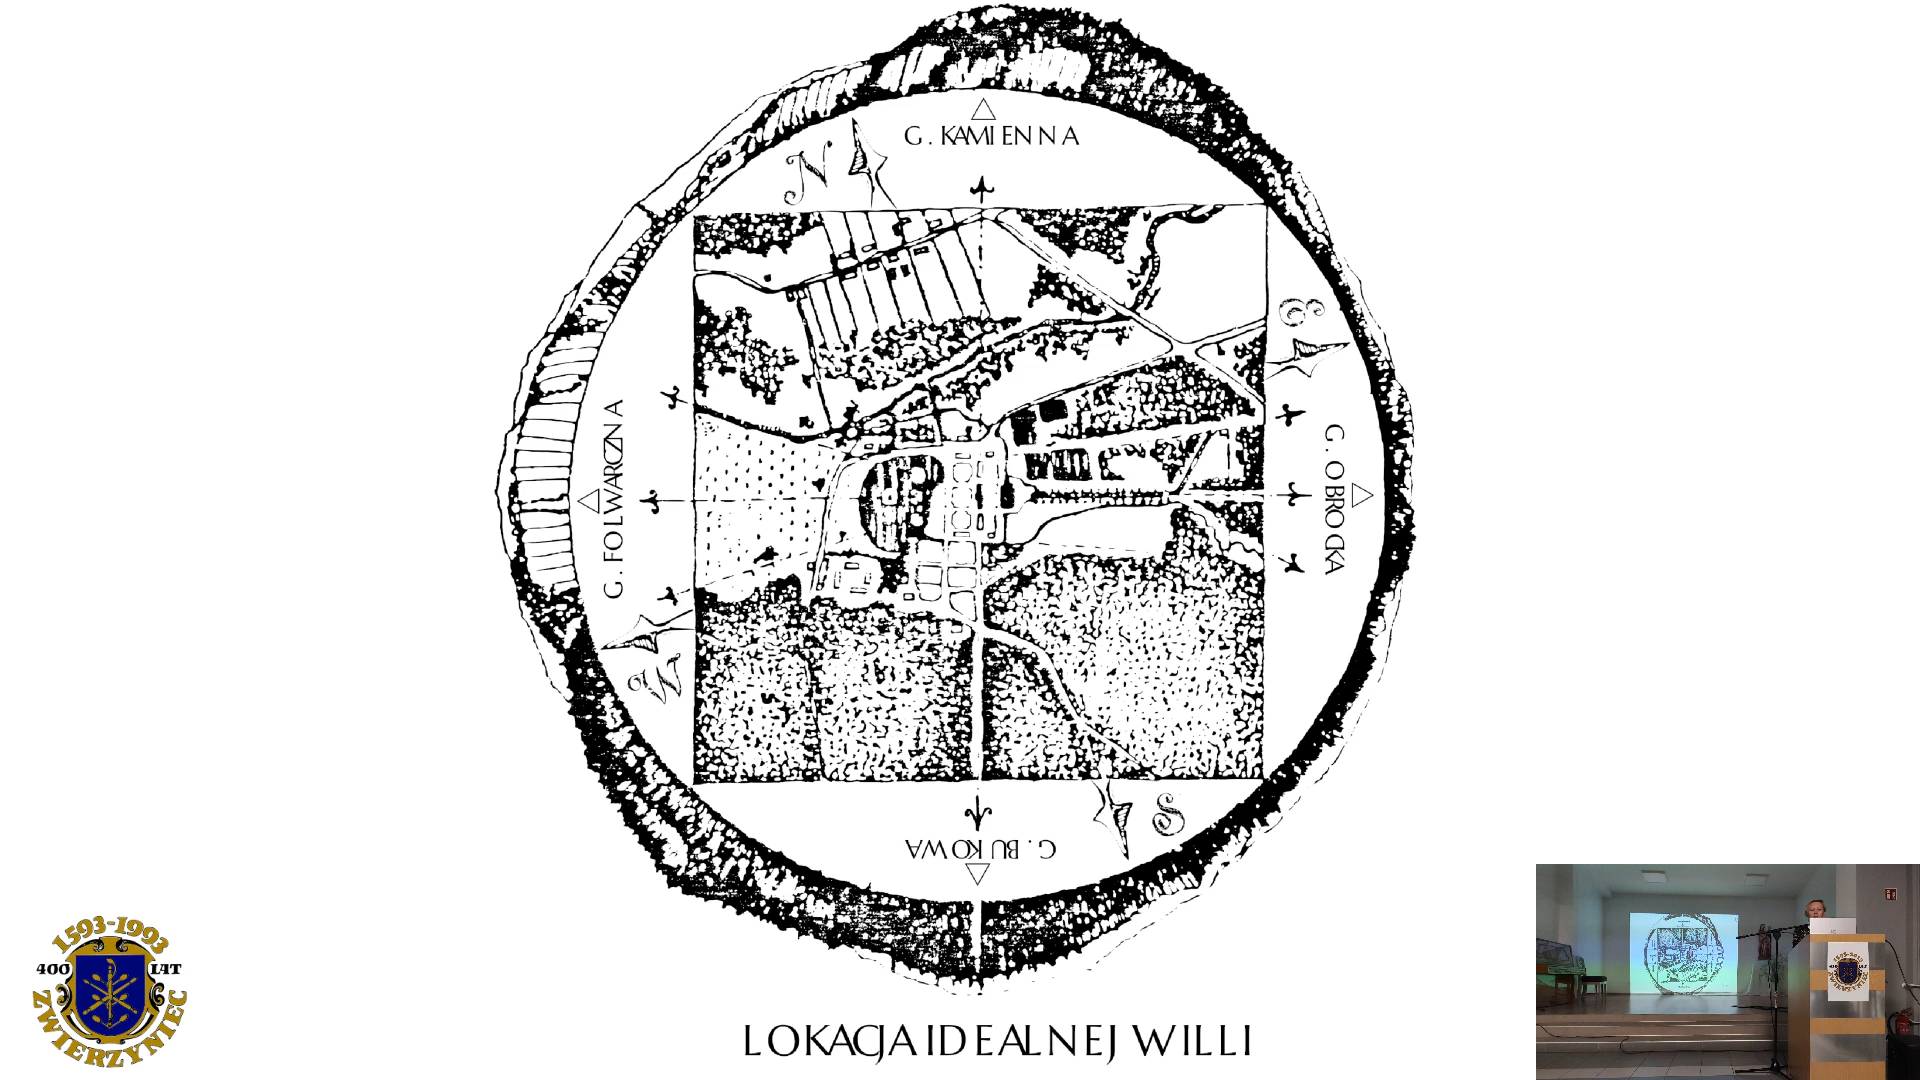 G. KAMIENNA
N
E
G. FOLWARCZNA
G. OBROCKA
W
S
G. BUKOWA
LOKACJA IDEALNEJ WILLI
1593-1993
400 LAT
ZWIERZYNIEC